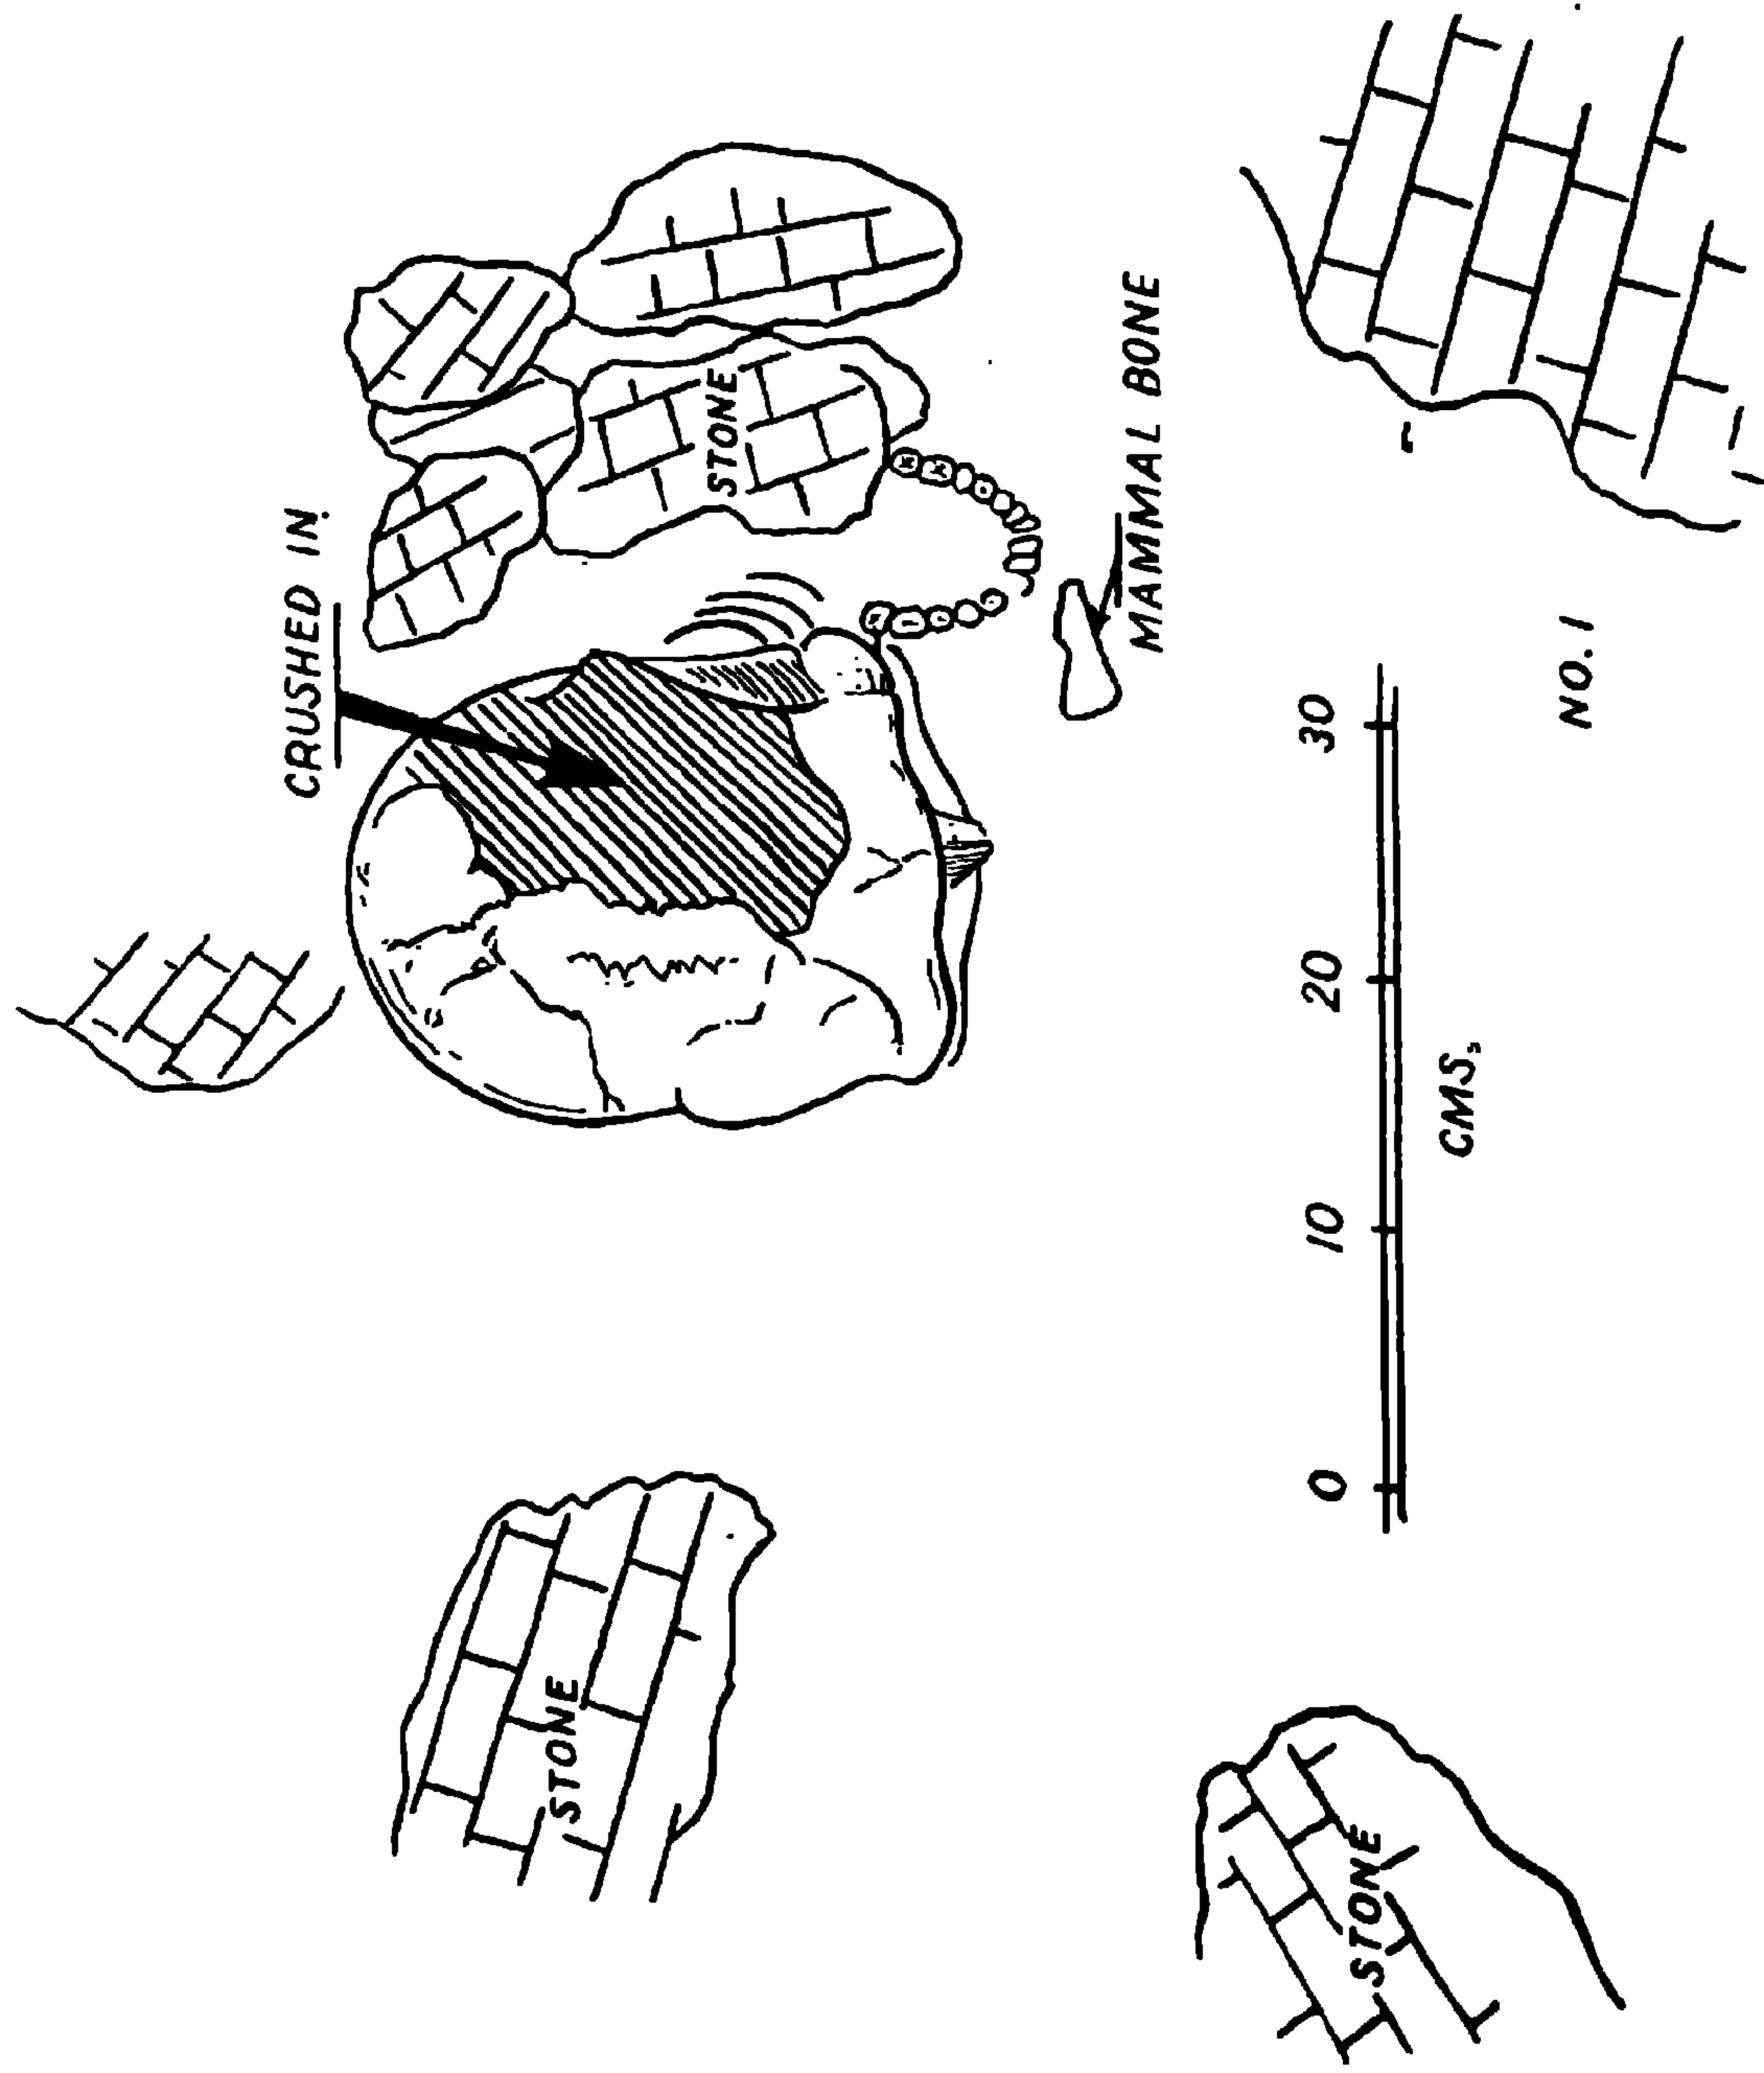 CRUSHED IN.
STONE
MAMMAL BONE
STONE
STONE
0 10 20 30
CMS,
NO. 1